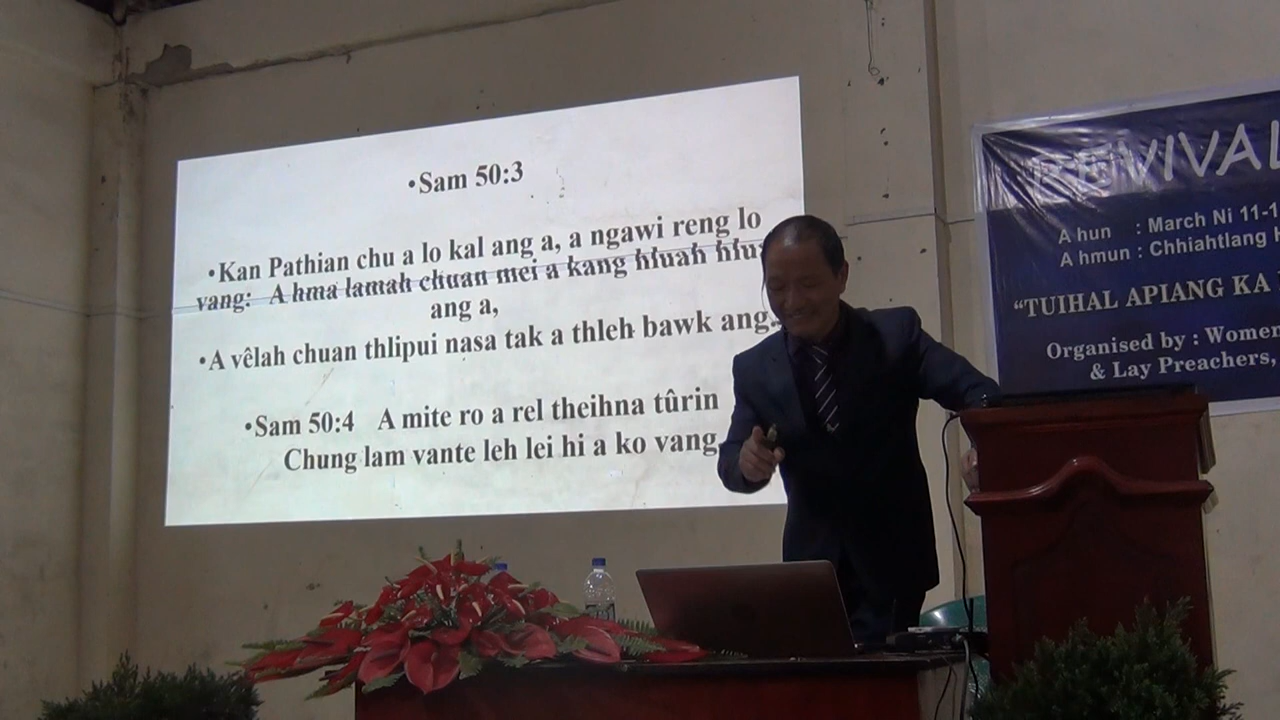 •Sam 50:3
•Kan Pathian chu a lo kal ang a, a ngawi reng lo
vang: A hma lamah chuan mei a kang hluah hluah
ang a,
•A vêlah chuan thlipui nasa tak a thleh bawk ang.
•Sam 50:4 A mite ro a rel theihna tûrin
Chung lam vante leh lei hi a ko vang
REVIVAL
A hun : March Ni 11-1
A hmun : Chhiahtlang H
“TUIHAL APIANG KA
Organised by : Women
& Lay Preachers,